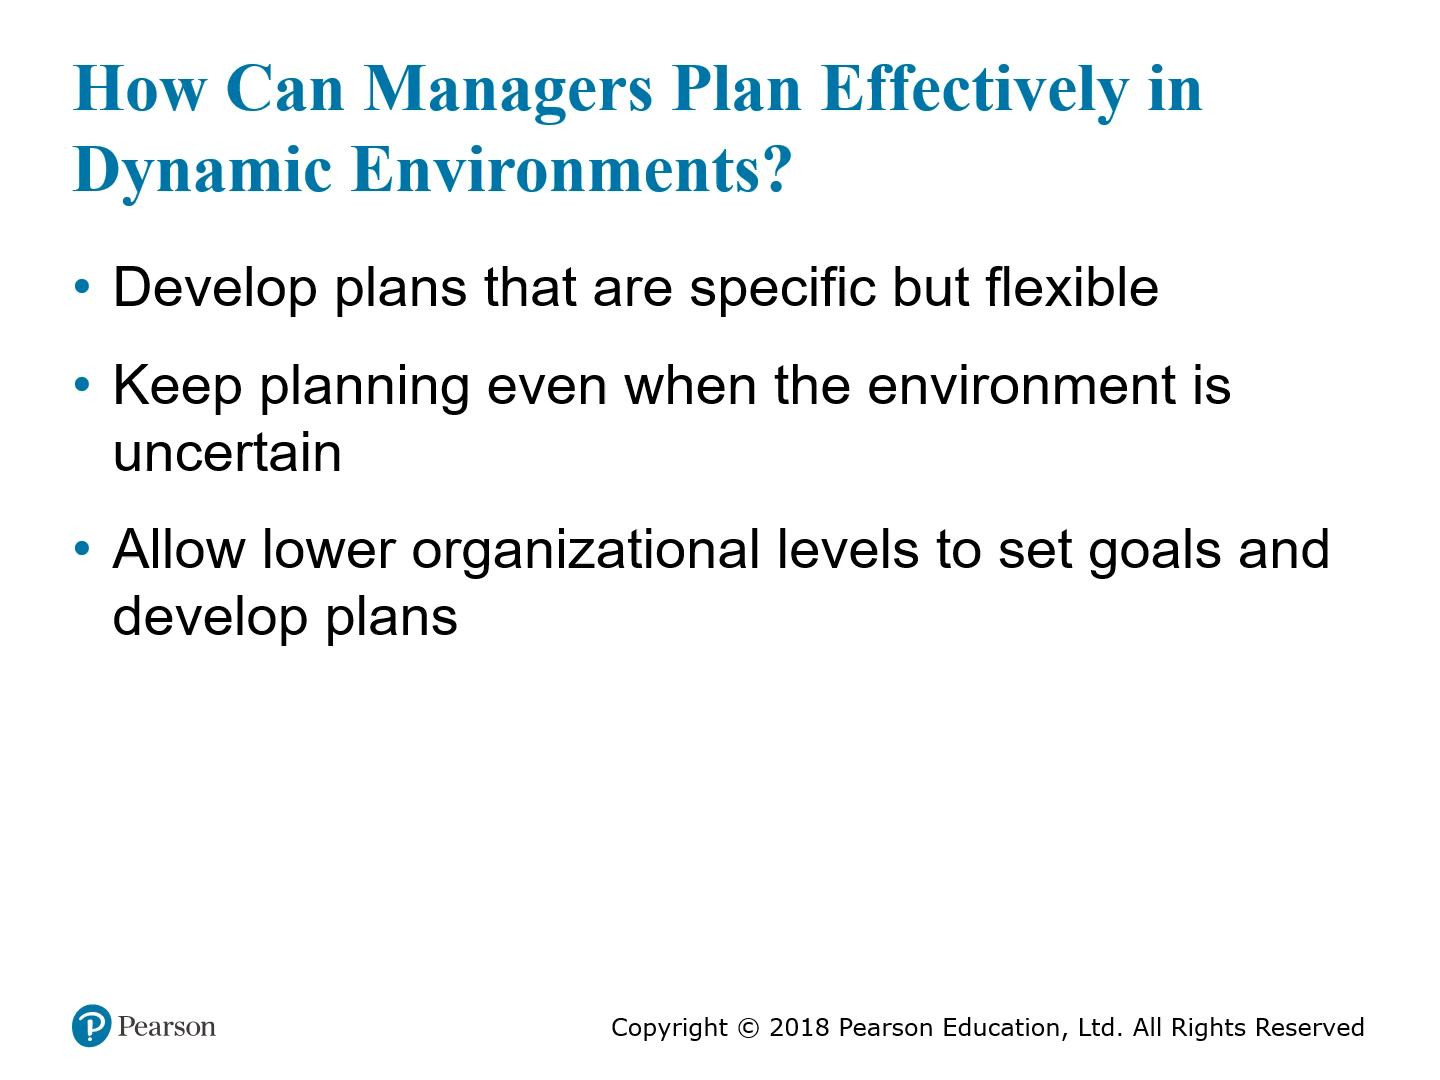 How Can Managers Plan Effectively in
Dynamic Environments?
• Develop plans that are specific but flexible
• Keep planning even when the environment is
uncertain
• Allow lower organizational levels to set goals and
develop plans
Pearson
Copyright © 2018 Pearson Education, Ltd. All Rights Reserved